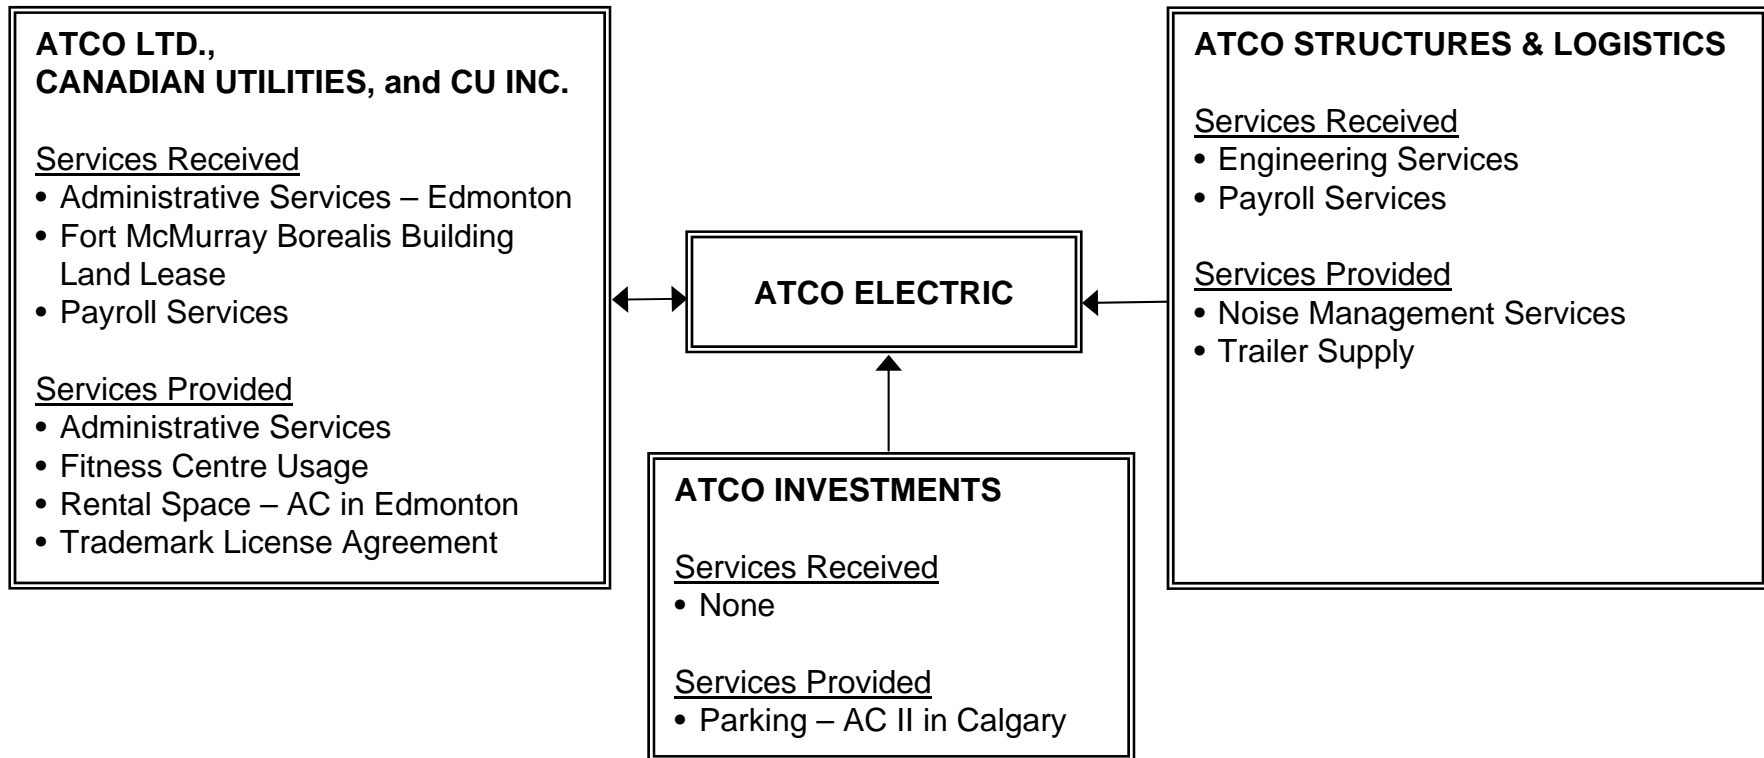 ATCO LTD.,
CANADIAN UTILITIES, and CU INC.
Services Received
• Administrative Services – Edmonton
• Fort McMurray Borealis Building
Land Lease
• Payroll Services
Services Provided
• Administrative Services
• Fitness Centre Usage
• Rental Space – AC in Edmonton
• Trademark License Agreement
ATCO ELECTRIC
ATCO INVESTMENTS
Services Received
• None
Services Provided
• Parking – AC II in Calgary
ATCO STRUCTURES & LOGISTICS
Services Received
• Engineering Services
• Payroll Services
Services Provided
• Noise Management Services
• Trailer Supply